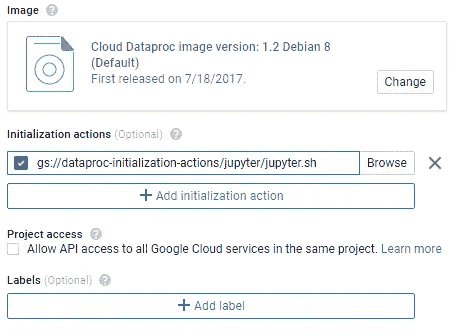 Image
Cloud Dataproc image version: 1.2 Debian 8
(Default)
First released on 7/18/2017.
Change
Initialization actions (Optional)
gs://dataproc-initialization-actions/jupyter/jupyter.sh
Browse
Add initialization action
Project access
Allow API access to all Google Cloud services in the same project. Learn more
Labels (Optional)
Add label